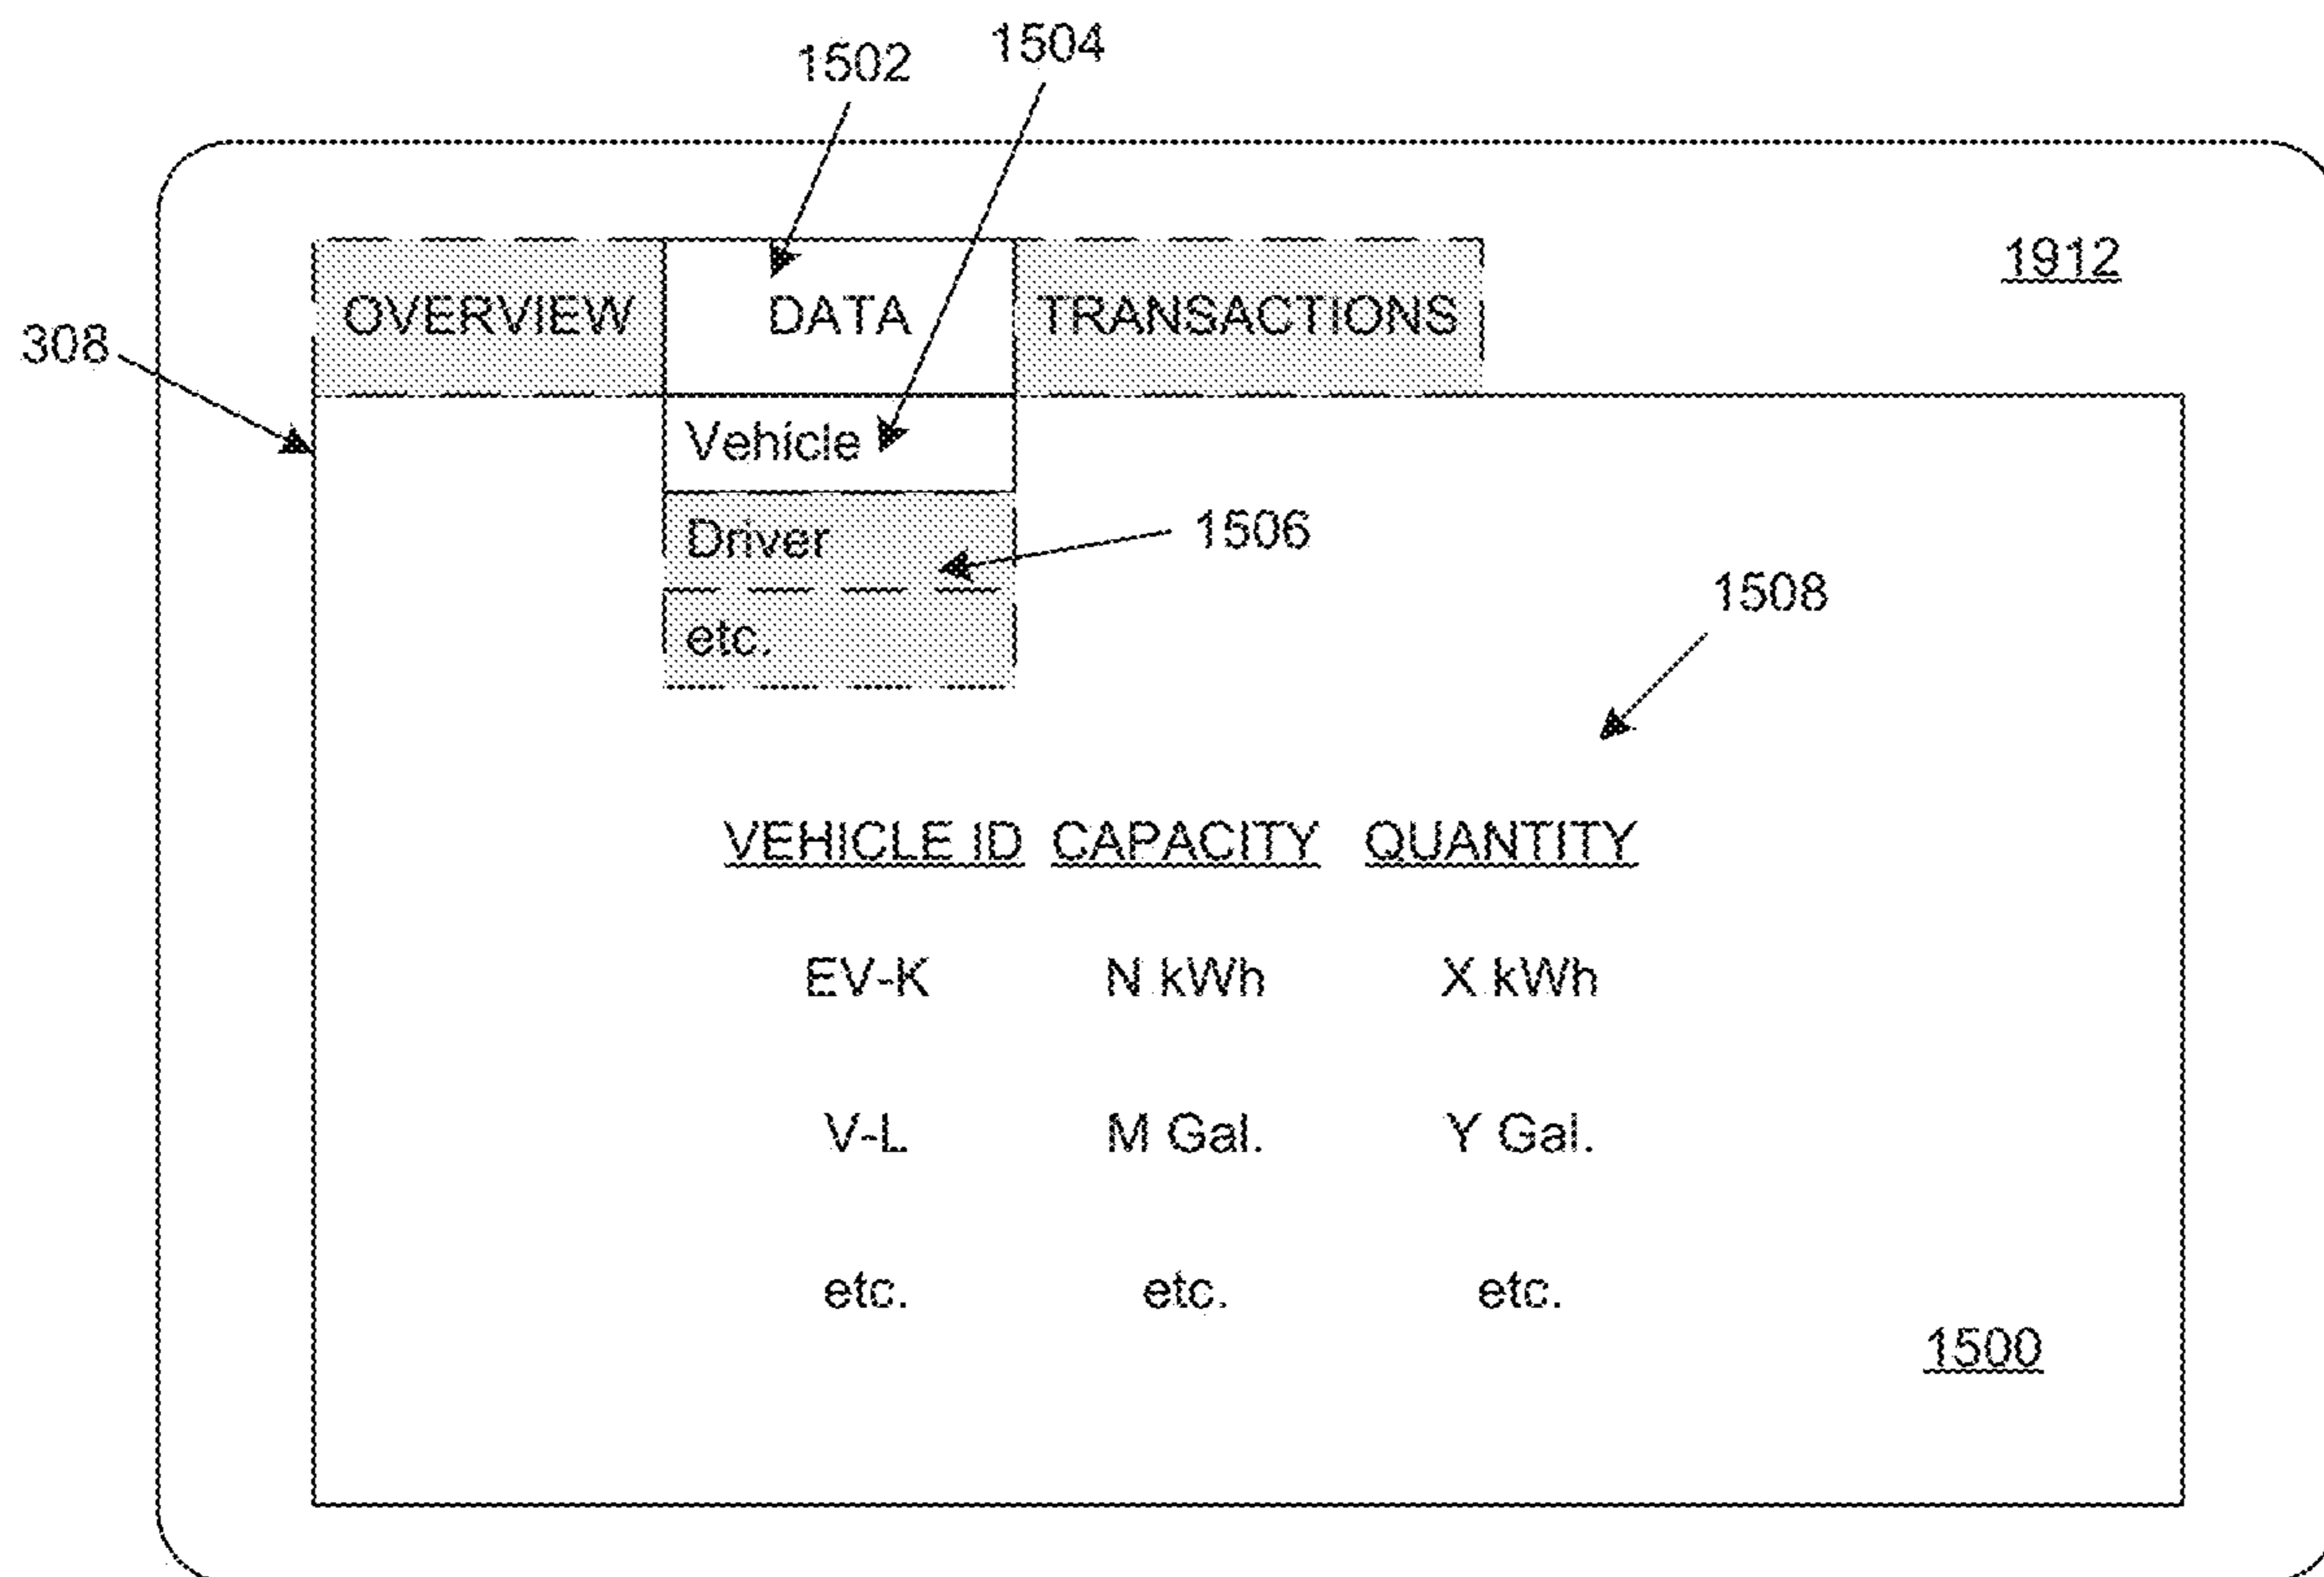 1502 1504
1912
OVERVIEW DATA TRANSACTIONS
308
Vehicle
Driver
1506
1508
etc.
VEHICLE ID CAPACITY QUANTITY
EV-K N kWh X kWh
V-L M Gal. Y Gal.
etc. etc. etc.
1500